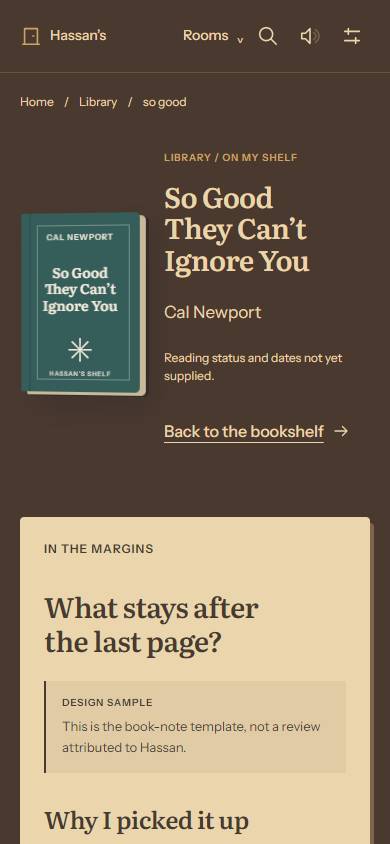 Hassan's
Rooms
Home / Library / so good
LIBRARY / ON MY SHELF
So Good
They Can’t
Ignore You
Cal Newport
Reading status and dates not yet
supplied.
Back to the bookshelf →
CAL NEWPORT
So Good
They Can’t
Ignore You
HASSAN'S SHELF
IN THE MARGINS
What stays after
the last page?
DESIGN SAMPLE
This is the book-note template, not a review
attributed to Hassan.
Why I picked it up